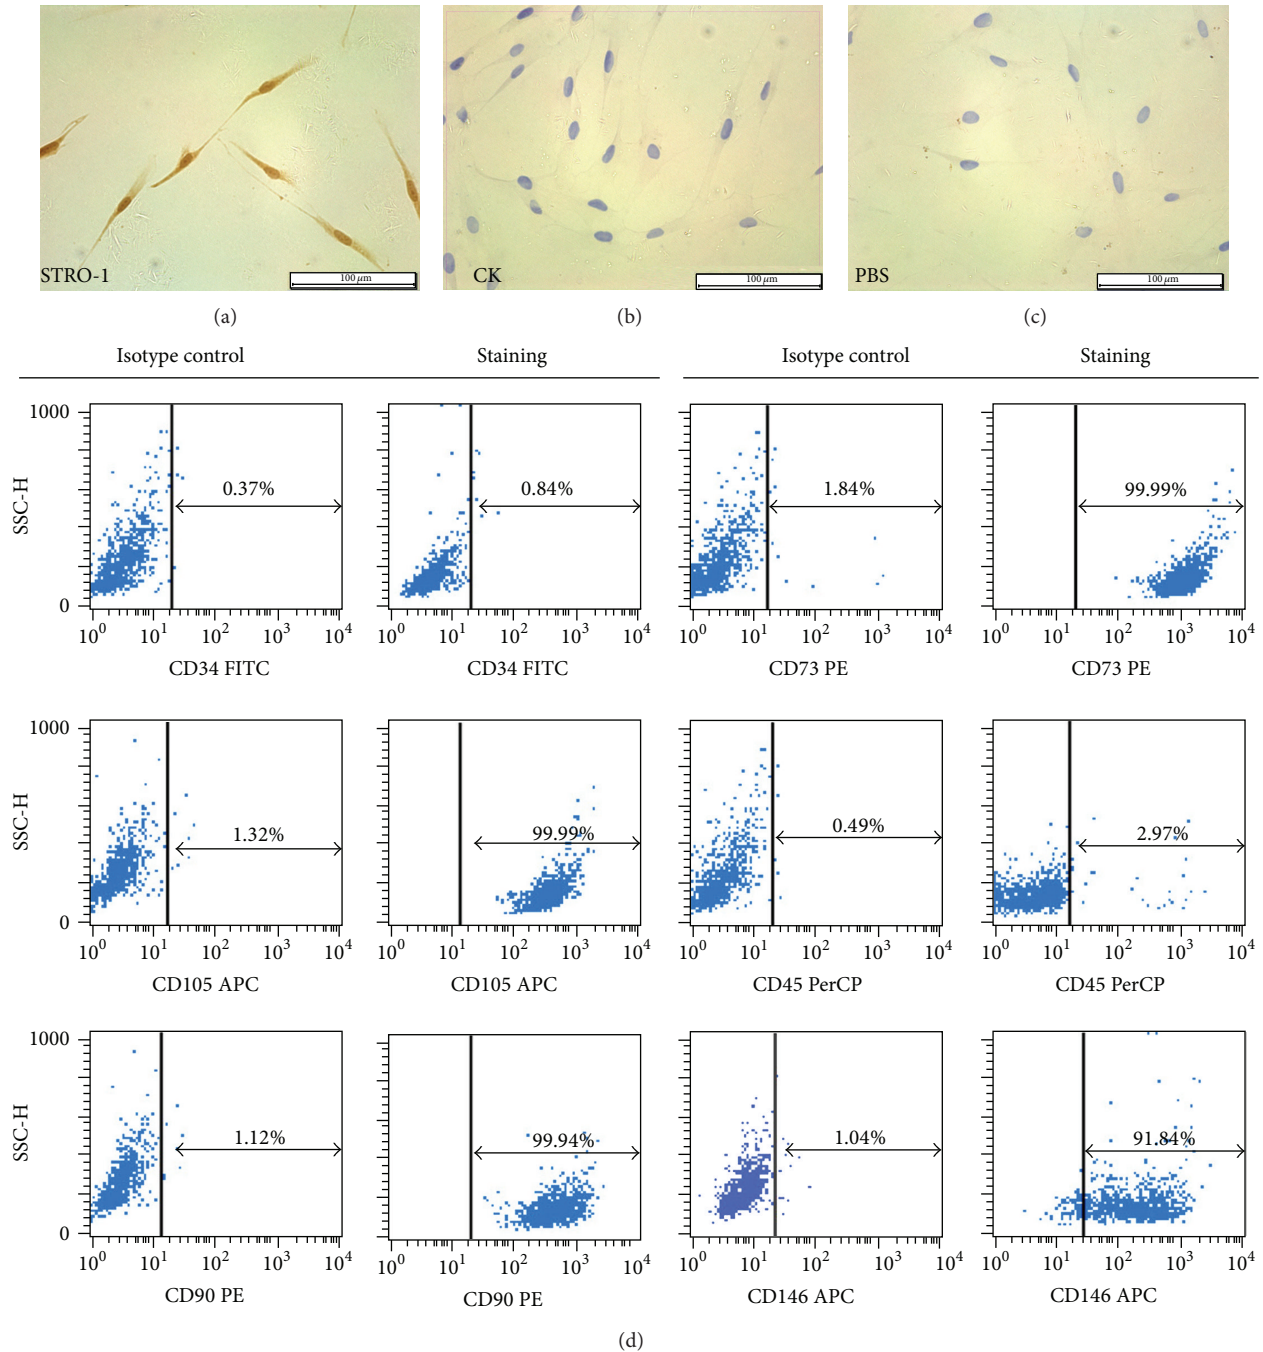 STRO-1
100 μm
CK
100 μm
PBS
100 μm
(a)
(b)
(c)
Isotype control
Staining
Isotype control
Staining
SSC-H
1000
0
0.37%
10^0 10^1 10^2 10^3 10^4
CD34 FITC
0.84%
10^0 10^1 10^2 10^3 10^4
CD34 FITC
1.84%
10^0 10^1 10^2 10^3 10^4
CD73 PE
99.99%
10^0 10^1 10^2 10^3 10^4
CD73 PE
SSC-H
1000
0
1.32%
10^0 10^1 10^2 10^3 10^4
CD105 APC
99.99%
10^0 10^1 10^2 10^3 10^4
CD105 APC
0.49%
10^0 10^1 10^2 10^3 10^4
CD45 PerCP
2.97%
10^0 10^1 10^2 10^3 10^4
CD45 PerCP
SSC-H
1000
0
1.12%
10^0 10^1 10^2 10^3 10^4
CD90 PE
99.94%
10^0 10^1 10^2 10^3 10^4
CD90 PE
1.04%
10^0 10^1 10^2 10^3 10^4
CD146 APC
91.84%
10^0 10^1 10^2 10^3 10^4
CD146 APC
(d)